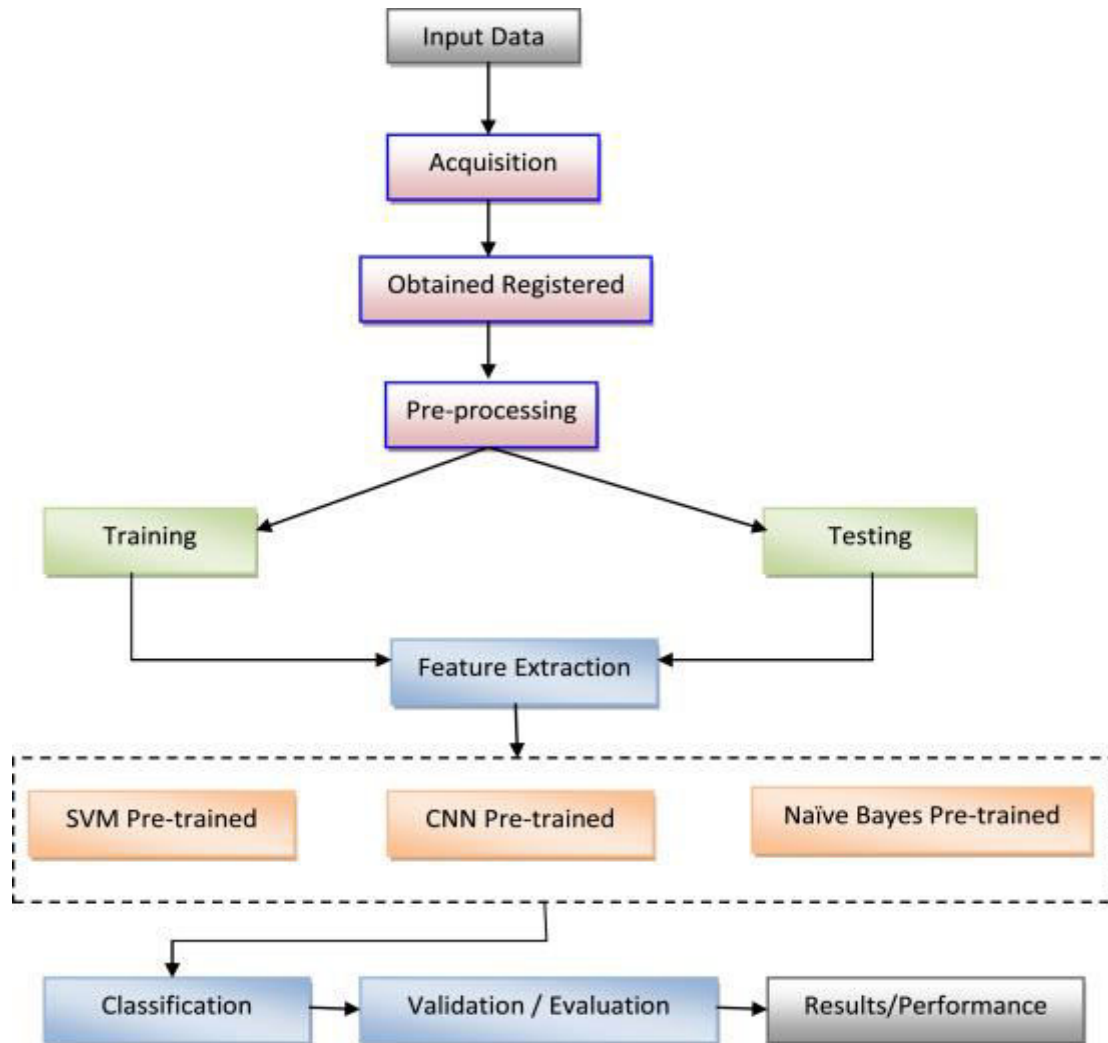 Input Data
Acquisition
Obtained Registered
Pre-processing
Training
Testing
Feature Extraction
SVM Pre-trained
CNN Pre-trained
Naïve Bayes Pre-trained
Classification
Validation / Evaluation
Results/Performance